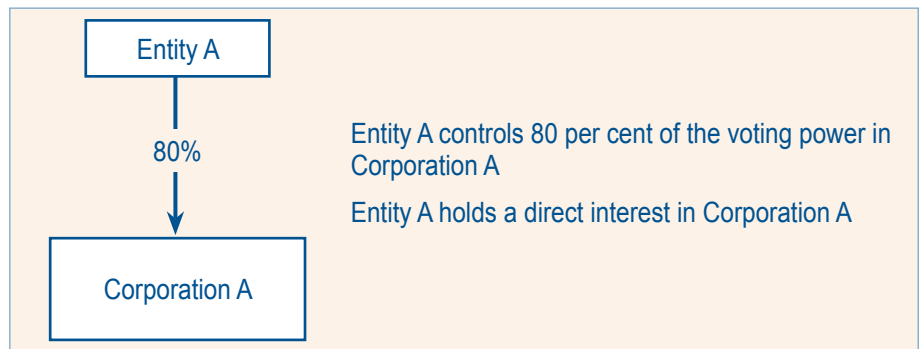 Entity A
80%
Entity A controls 80 per cent of the voting power in
Corporation A
Entity A holds a direct interest in Corporation A
Corporation A